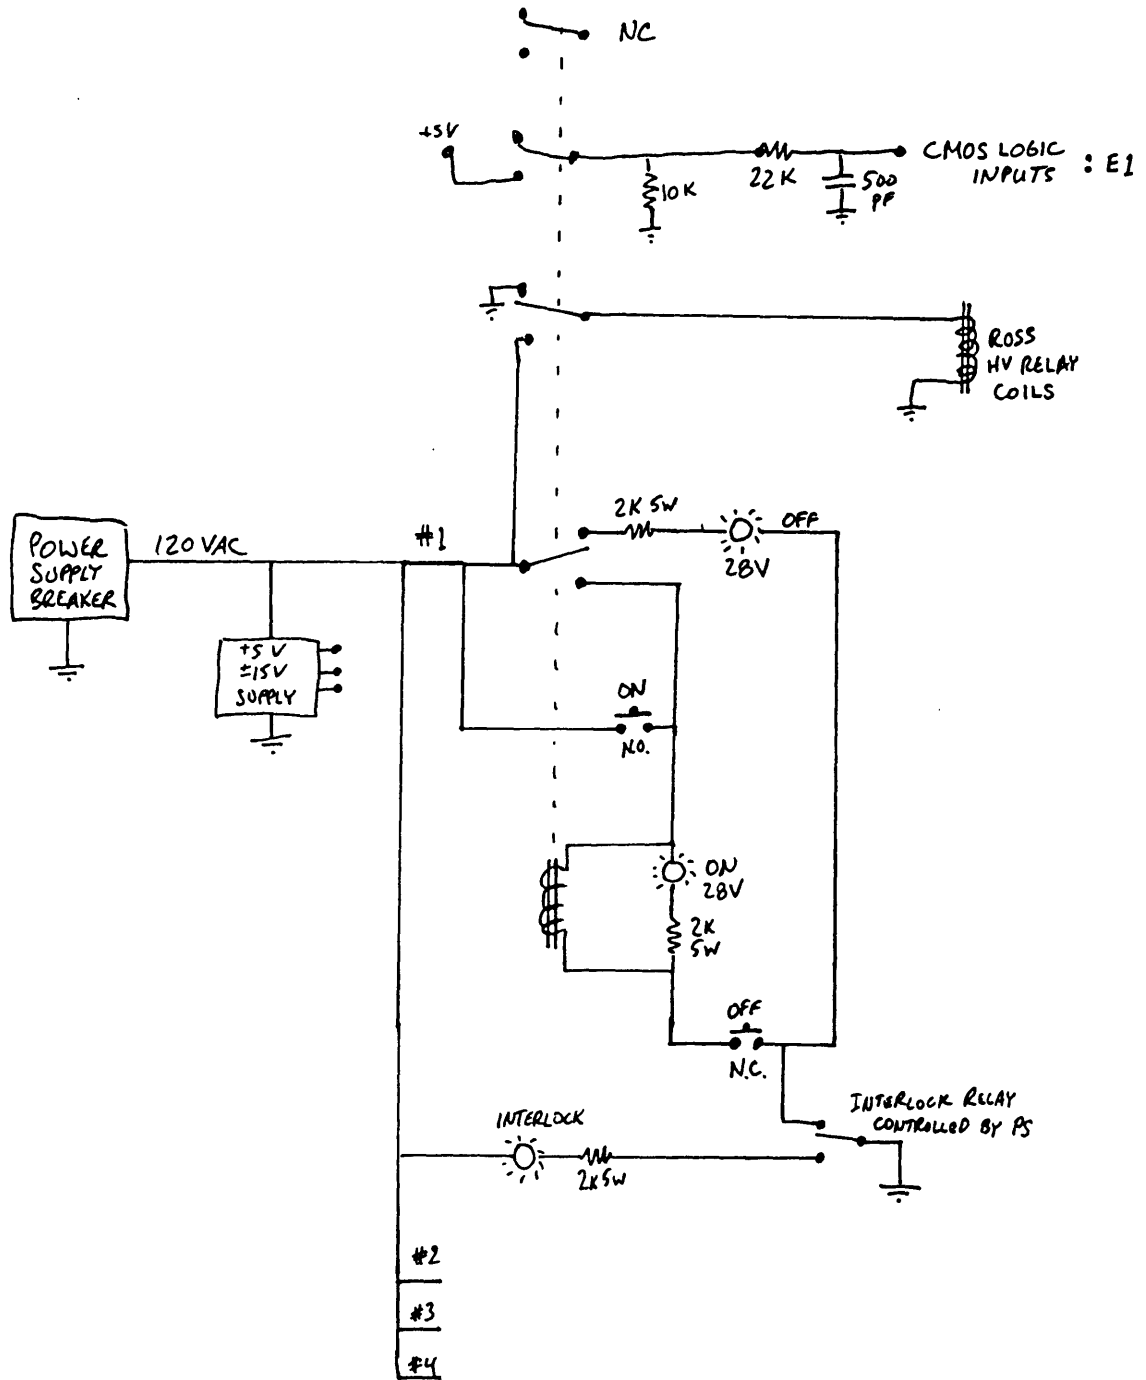 NC
+5V
10K
22K
500
PF
CMOS LOGIC
INPUTS : E1
ROSS
HV RELAY
COILS
POWER
SUPPLY
BREAKER
120 VAC
#1
2K 5W
OFF
28V
+5 V
±15V
SUPPLY
ON
N.O.
ON
28V
2K
5W
OFF
N.C.
INTERLOCK RELAY
CONTROLLED BY PS
INTERLOCK
2K 5W
#2
#3
#4